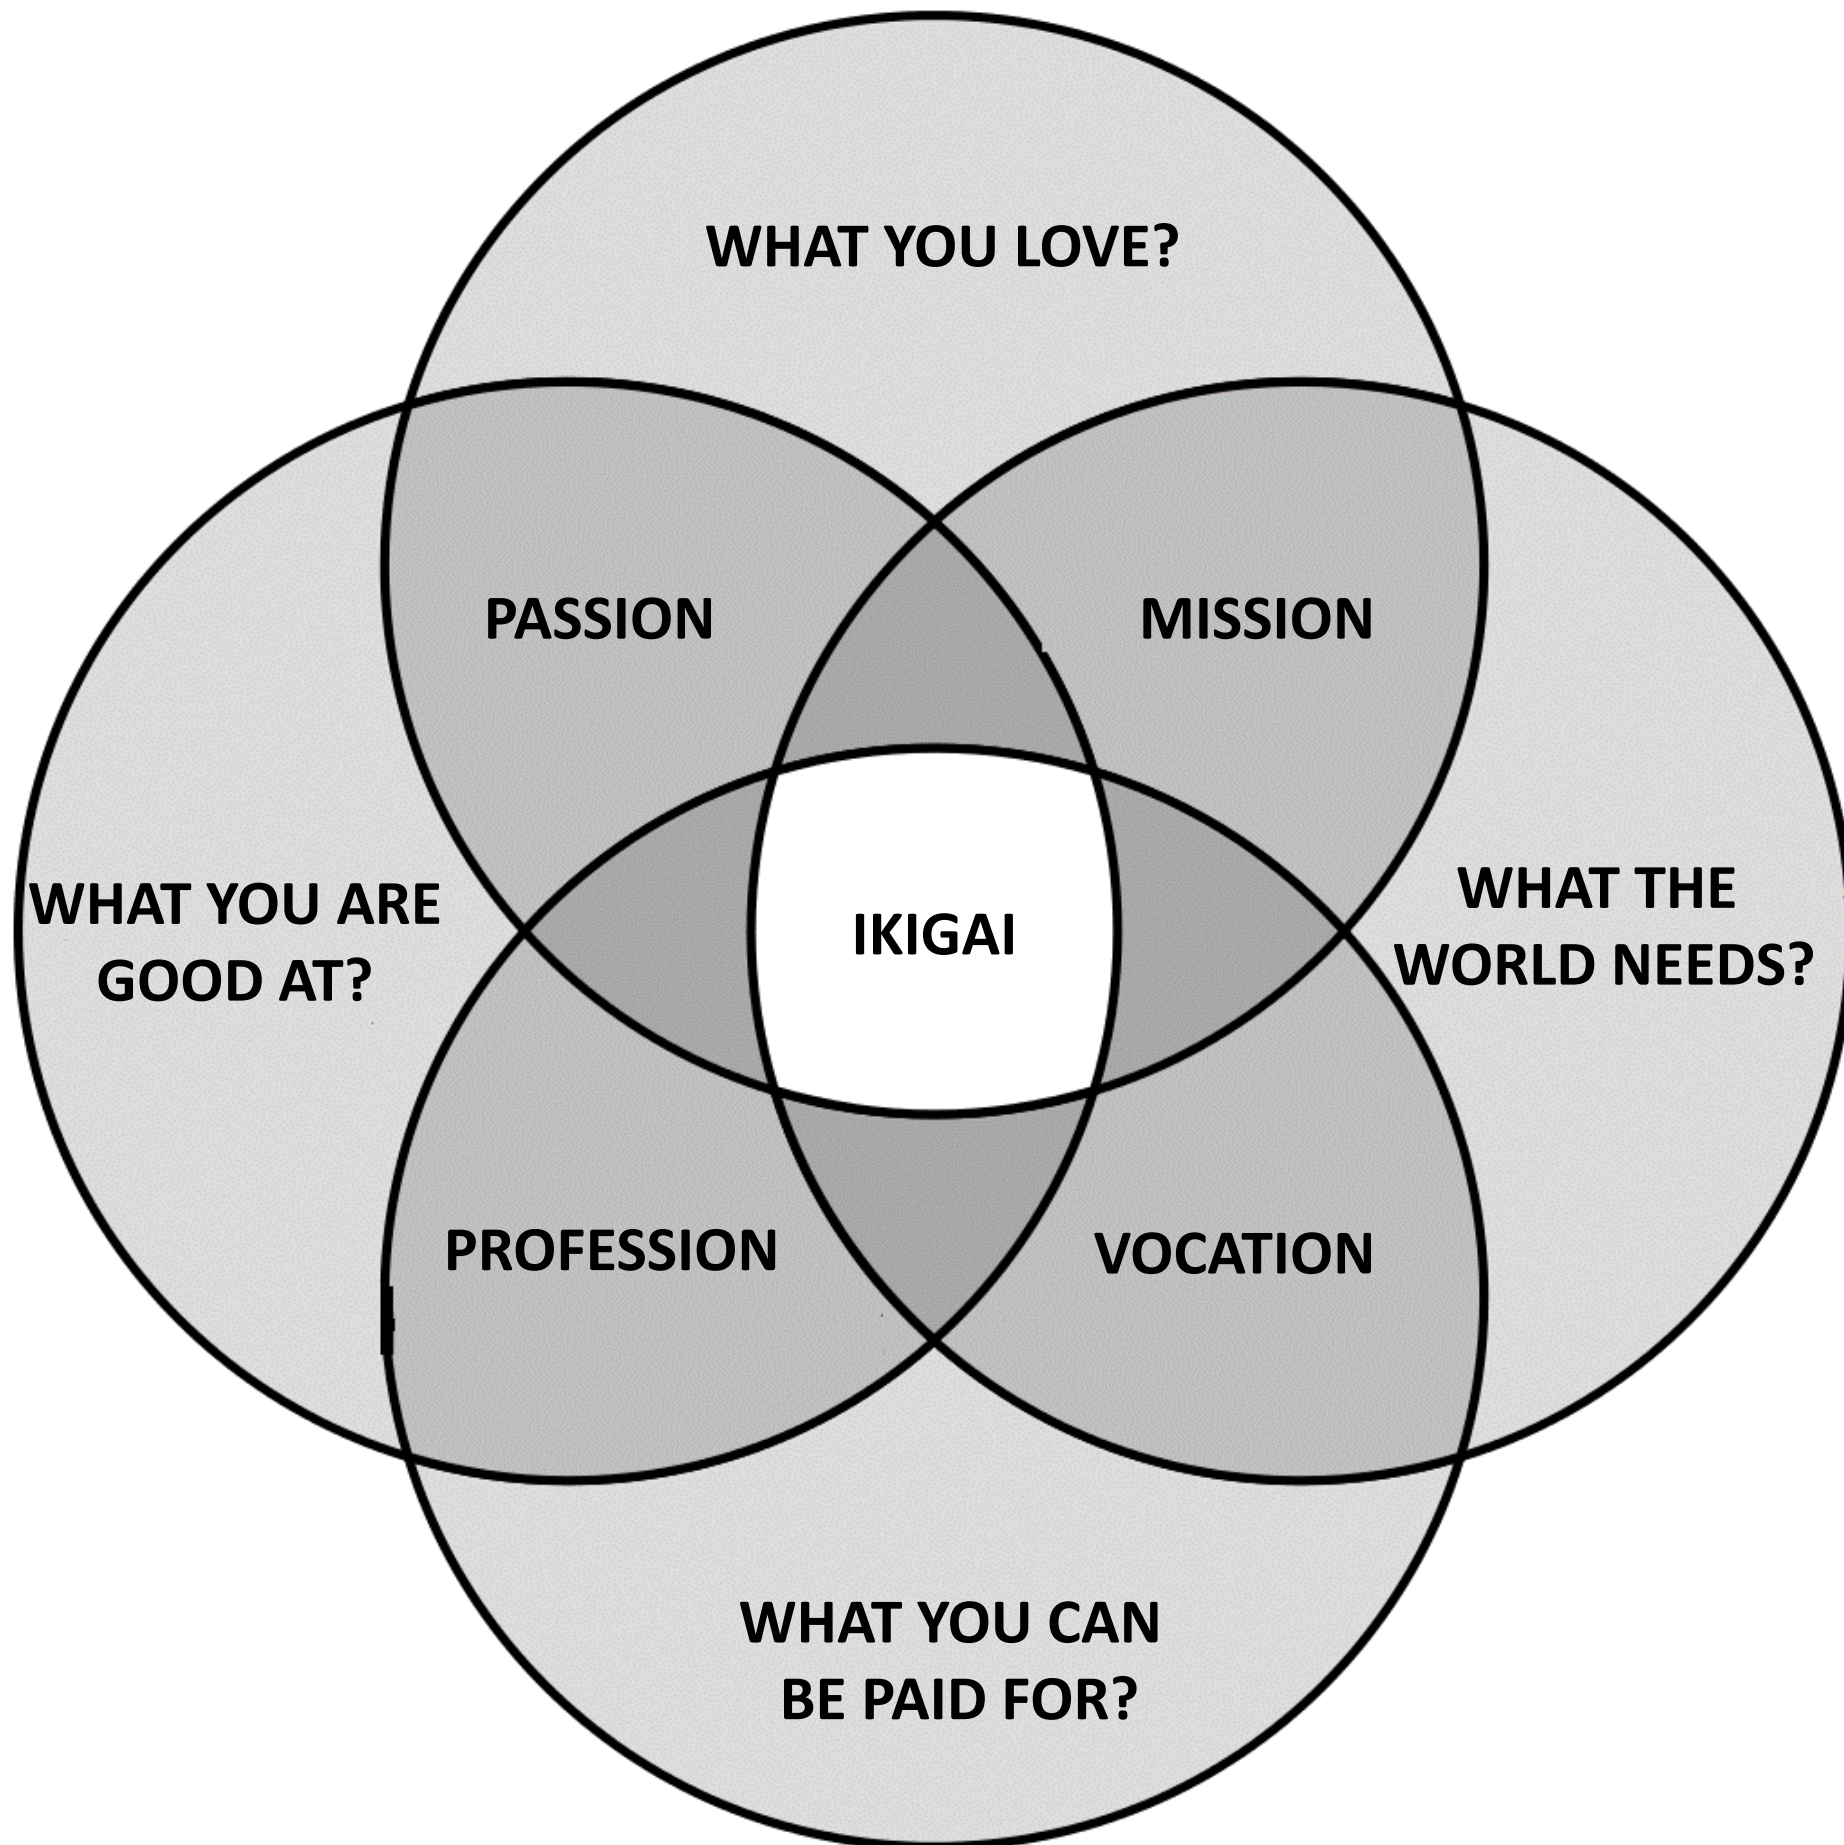 WHAT YOU LOVE?
PASSION
MISSION
WHAT YOU ARE
GOOD AT?
IKIGAI
WHAT THE
WORLD NEEDS?
PROFESSION
VOCATION
WHAT YOU CAN
BE PAID FOR?